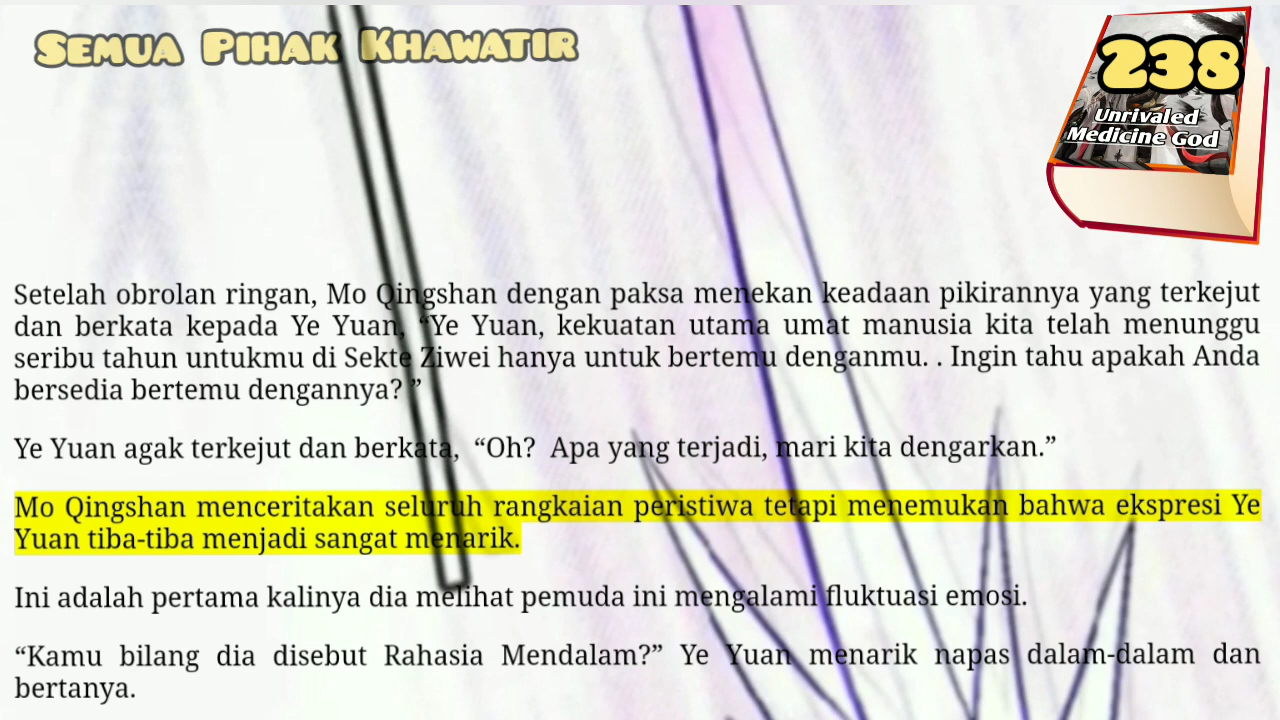 Semua Pihak Khawatir
238
Unrivaled
Medicine God
Setelah obrolan ringan, Mo Qingshan dengan paksa menekan keadaan pikirannya yang terkejut
dan berkata kepada Ye Yuan, “Ye Yuan, kekuatan utama umat manusia kita telah menunggu
seribu tahun untukmu di Sekte Ziwei hanya untuk bertemu denganmu. . Ingin tahu apakah Anda
bersedia bertemu dengannya? ”
Ye Yuan agak terkejut dan berkata, “Oh? Apa yang terjadi, mari kita dengarkan.”
Mo Qingshan menceritakan seluruh rangkaian peristiwa tetapi menemukan bahwa ekspresi Ye
Yuan tiba-tiba menjadi sangat menarik.
Ini adalah pertama kalinya dia melihat pemuda ini mengalami fluktuasi emosi.
“Kamu bilang dia disebut Rahasia Mendalam?” Ye Yuan menarik napas dalam-dalam dan
bertanya.